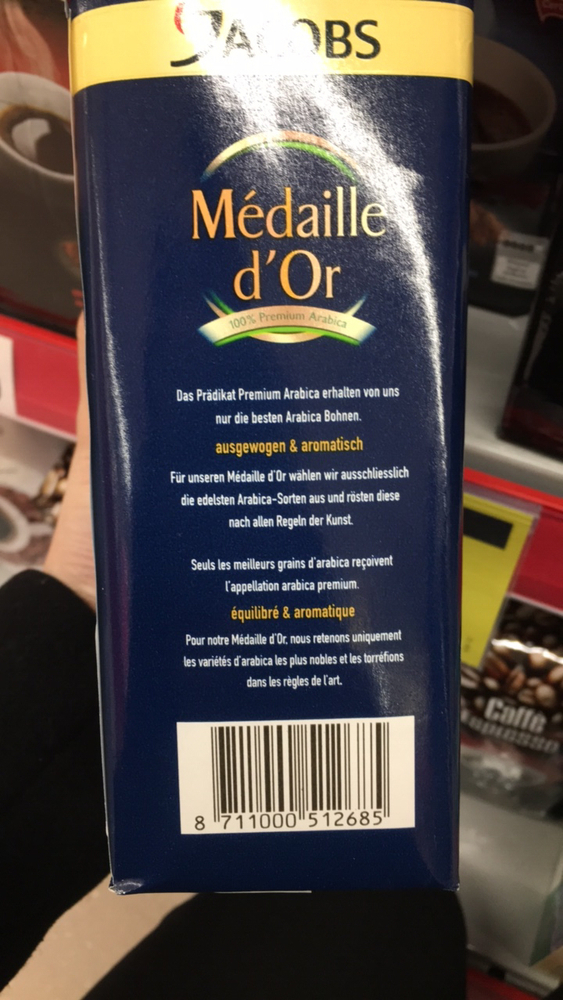 JACOBS
Médaille
d'Or
100% Premium Arabica
Das Prädikat Premium Arabica erhalten von uns
nur die besten Arabica Bohnen.
ausgewogen & aromatisch
Für unseren Médaille d'Or wählen wir ausschliesslich
die edelsten Arabica-Sorten aus und rösten diese
nach allen Regeln der Kunst.
Seuls les meilleurs grains d'arabica reçoivent
l'appellation arabica premium.
équilibré & aromatique
Pour notre Médaille d'Or, nous retenons uniquement
les variétés d'arabica les plus nobles et les torréfions
dans les règles de l'art.
8 711000 512685
Caffè